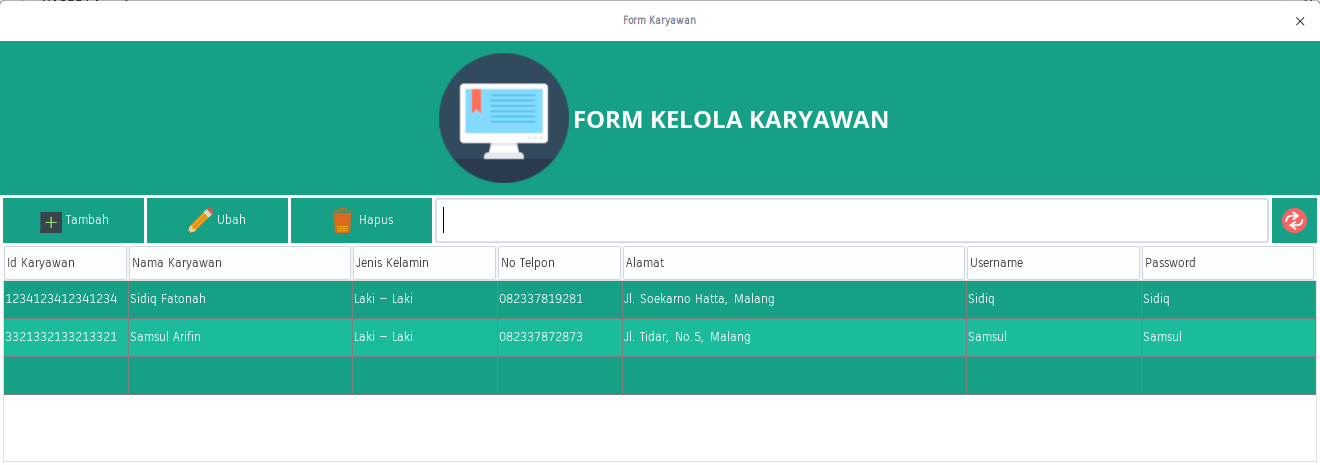 Form Karyawan
FORM KELOLA KARYAWAN
Tambah Ubah Hapus
Id Karyawan Nama Karyawan Jenis Kelamin No Telpon Alamat Username Password
1234123412341234 Sidiq Fatonah Laki - Laki 082337819281 Jl. Soekarno Hatta, Malang Sidiq Sidiq
3321332133213321 Samsul Arifin Laki - Laki 082337872873 Jl. Tidar, No.5, Malang Samsul Samsul